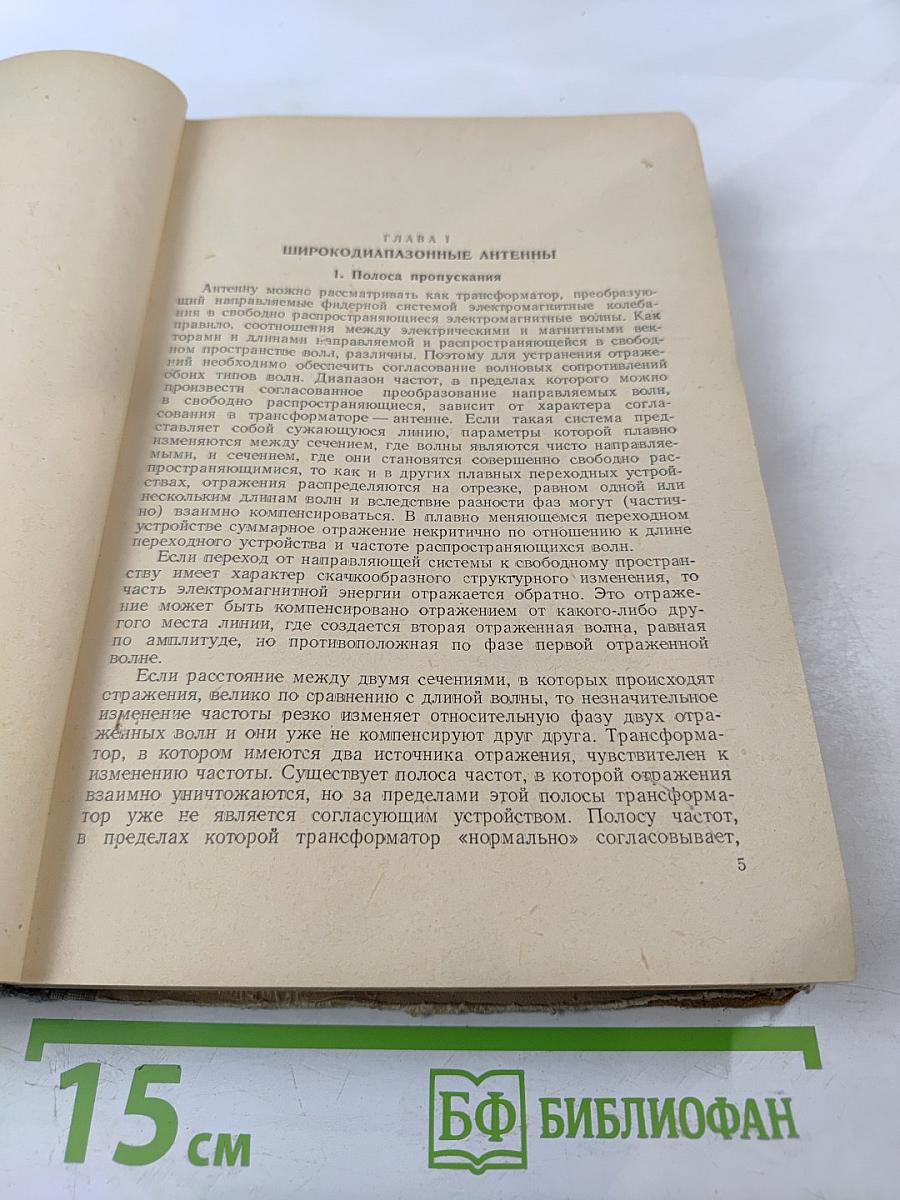 ГЛАВА I
ШИРОКОДИАПАЗОННЫЕ АНТЕННЫ
1. Полоса пропускания
Антенну можно рассматривать как трансформатор, преобразую-
щий направляемые фидерной системой электромагнитные колеба-
ния в свободно распространяющиеся электромагнитные волны. Как
правило, соотношения между электрическими и магнитными век-
торами и длинами направляемой и распространяющейся в свобод-
ном пространстве волн, различны. Поэтому для устранения отраже-
ний необходимо обеспечить согласование волновых сопротивлений
обоих типов волн. Диапазон частот, в пределах которого можно
произвести согласованное преобразование направляемых волн,
в свободно распространяющиеся, зависит от характера согла-
сования в трансформаторе — антенне. Если такая система пред-
ставляет собой сужающуюся линию, параметры которой плавно
изменяются между сечением, где волны являются чисто направляе-
мыми, и сечением, где они становятся совершенно свободно рас-
пространяющимися, то как и в других плавных переходных устрой-
ствах, отражения распределяются на отрезке, равном одной или
нескольким длинам волн и вследствие разности фаз могут (частич-
но) взаимно компенсироваться. В плавно меняющемся переходном
устройстве суммарное отражение некритично по отношению к длине
переходного устройства и частоте распространяющихся волн.
Если переход от направляющей системы к свободному простран-
ству имеет характер скачкообразного структурного изменения, то
часть электромагнитной энергии отражается обратно. Это отраже-
ние может быть компенсировано отражением от какого-либо дру-
гого места линии, где создается вторая отраженная волна, равная
по амплитуде, но противоположная по фазе первой отраженной
волне.
Если расстояние между двумя сечениями, в которых происходят
отражения, велико по сравнению с длиной волны, то незначительное
изменение частоты резко изменяет относительную фазу двух отра-
женных волн и они уже не компенсируют друг друга. Трансформа-
тор, в котором имеются два источника отражения, чувствителен к
изменению частоты. Существует полоса частот, в которой отражения
взаимно уничтожаются, но за пределами этой полосы трансформа-
тор уже не является согласующим устройством. Полосу частот,
в пределах которой трансформатор «нормально» согласовывает,
5
15 см
БФ БИБЛИОФАН